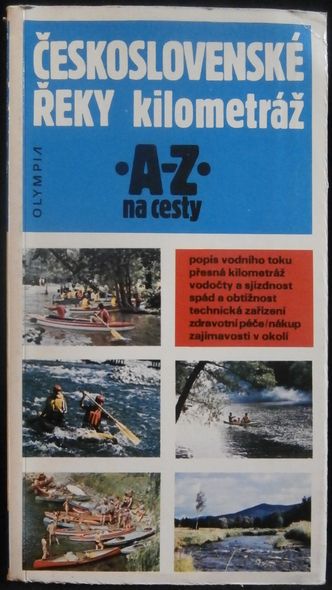 ČESKOSLOVENSKÉ
ŘEKY kilometráž
OLYMPIA
·A-Z·
na cesty
popis vodního toku
přesná kilometráž
vodočty a sjízdnost
spád a obtížnost
technická zařízení
zdravotní péče/nákup
zajímavosti v okolí